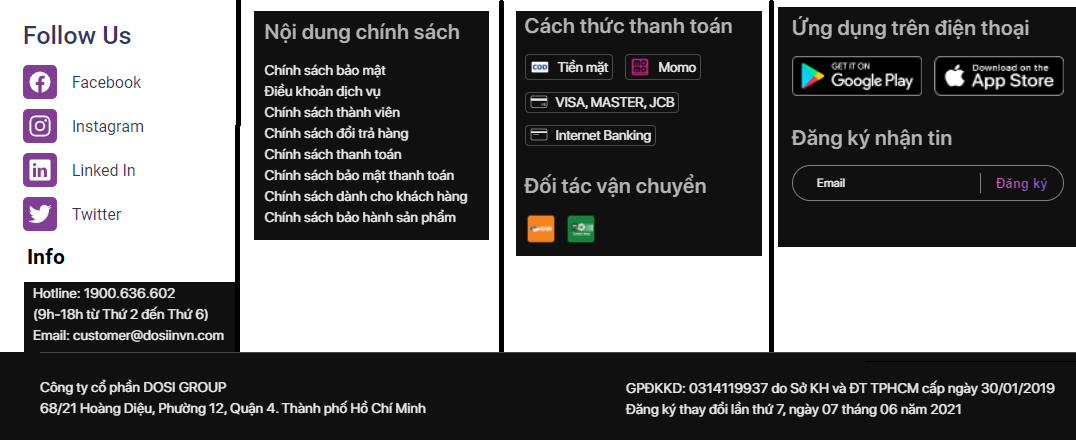 Follow Us
Facebook
Instagram
Linked In
Twitter
Info
Hotline: 1900.636.602
(9h-18h từ Thứ 2 đến Thứ 6)
Email: customer@dosiinvn.com
Nội dung chính sách
Chính sách bảo mật
Điều khoản dịch vụ
Chính sách thành viên
Chính sách đổi trả hàng
Chính sách thanh toán
Chính sách bảo mật thanh toán
Chính sách dành cho khách hàng
Chính sách bảo hành sản phẩm
Cách thức thanh toán
COD Tiền mặt
momo Momo
VISA, MASTER, JCB
Internet Banking
Đối tác vận chuyển
Ứng dụng trên điện thoại
GET IT ON
Google Play
Download on the
App Store
Đăng ký nhận tin
Email
Đăng ký
Công ty cổ phần DOSI GROUP
68/21 Hoàng Diệu, Phường 12, Quận 4. Thành phố Hồ Chí Minh
GPĐKKD: 0314119937 do Sở KH và ĐT TPHCM cấp ngày 30/01/2019
Đăng ký thay đổi lần thứ 7, ngày 07 tháng 06 năm 2021